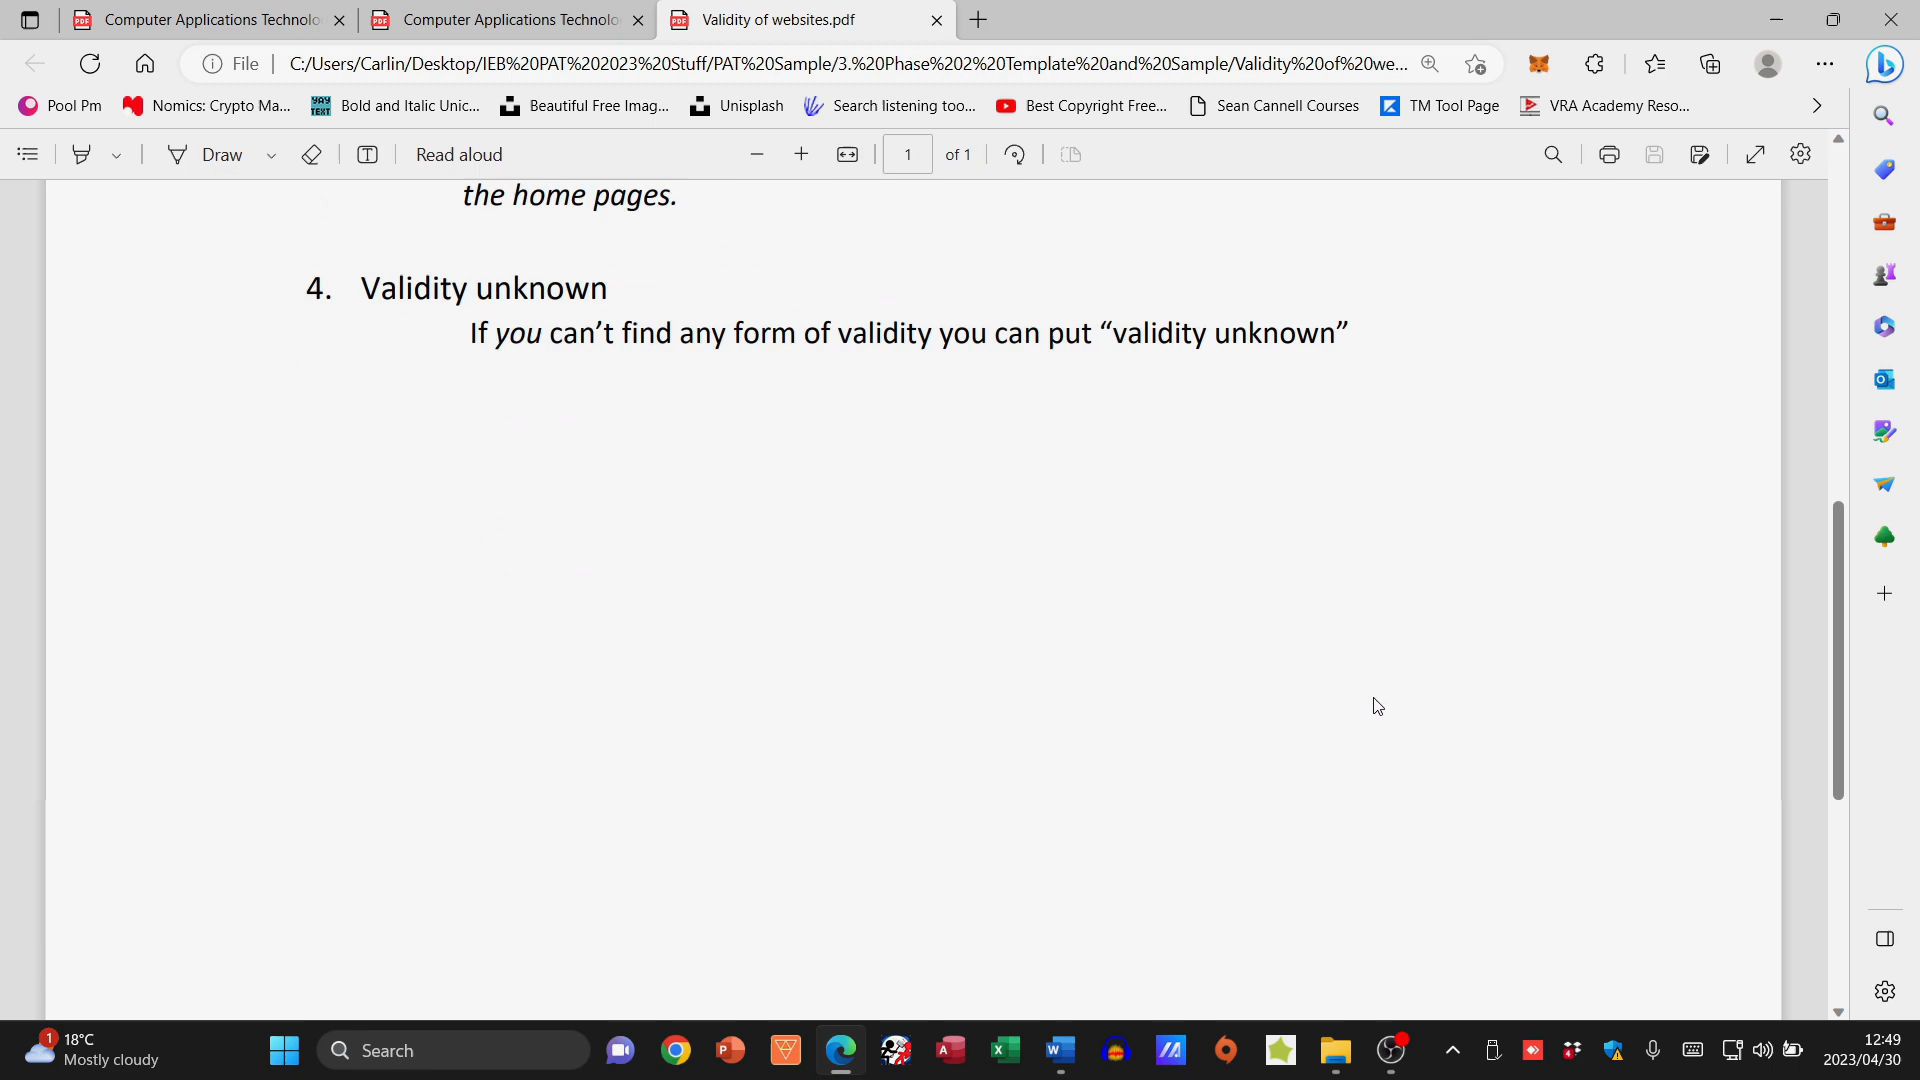 Computer Applications Technolo
Computer Applications Technolo
Validity of websites.pdf
File
C:/Users/Carlin/Desktop/IEB%20PAT%202023%20Stuff/PAT%20Sample/3.%20Phase%202%20Template%20and%20Sample/Validity%20of%20we...
Pool Pm
Nomics: Crypto Ma...
YAY TEXT
Bold and Italic Unic...
Beautiful Free Imag...
Unisplash
Search listening too...
Best Copyright Free...
Sean Cannell Courses
TM Tool Page
VRA Academy Reso...
Draw
Read aloud
1
of 1
the home pages.
4. Validity unknown
If you can’t find any form of validity you can put “validity unknown”
1
18°C
Mostly cloudy
Search
12:49
2023/04/30